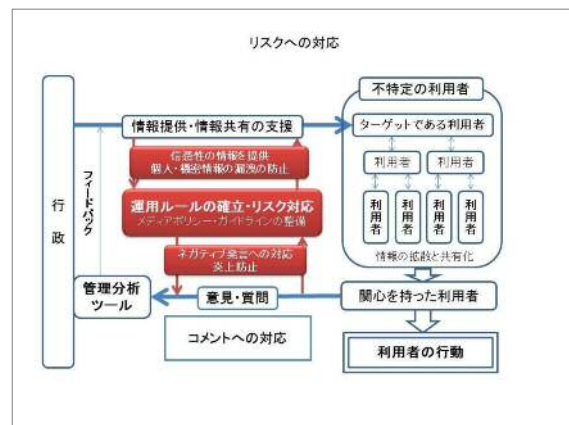 リスクへの対応
不特定の利用者
情報提供・情報共有の支援
ターゲットである利用者
信憑性の情報を提供
個人・機密情報の漏洩の防止
利用者
利用者
フィードバック
運用ルールの確立・リスク対応
メディアポリシー・ガイドラインの整備
利用者
利用者
利用者
利用者
行政
ネガティブ発言への対応
炎上防止
情報の拡散と共有化
管理分析
ツール
意見・質問
関心を持った利用者
コメントへの対応
利用者の行動